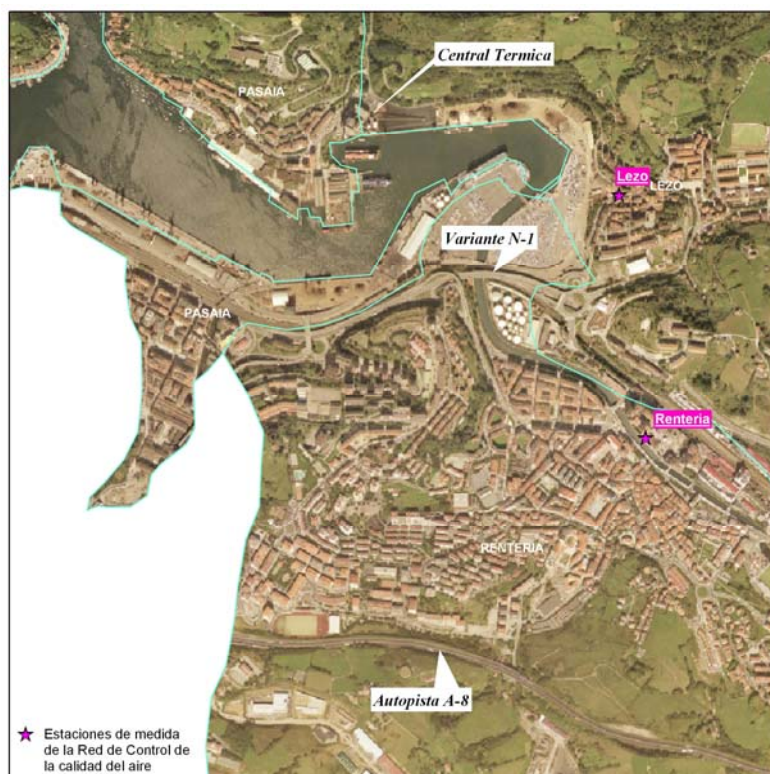 Central Termica
PASAIA
Lezo
LEZO
Variante N-1
PASAIA
Renteria
RENTERIA
Autopista A-8
Estaciones de medida
de la Red de Control de
la calidad del aire